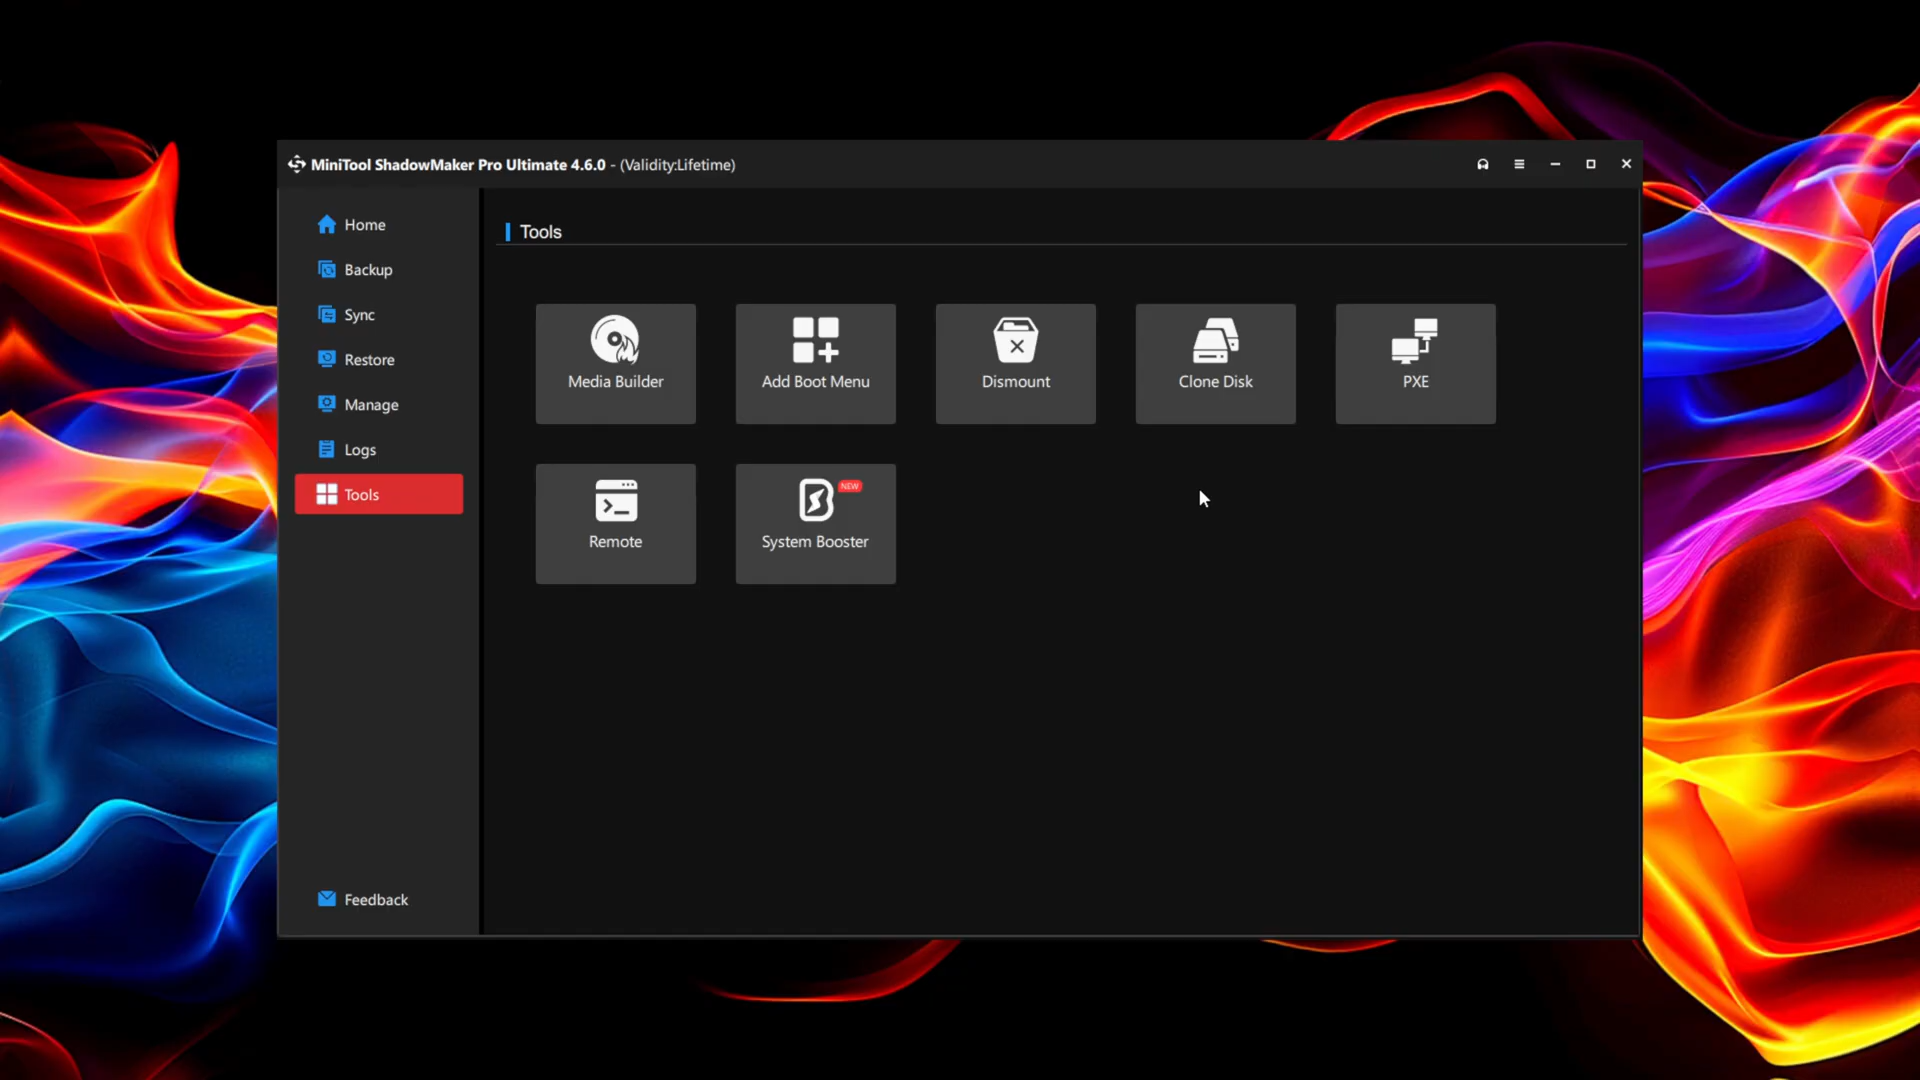 MiniTool ShadowMaker Pro Ultimate 4.6.0 - (Validity:Lifetime)
Home
Backup
Sync
Restore
Manage
Logs
Tools
Feedback
Tools
Media Builder
Add Boot Menu
Dismount
Clone Disk
PXE
Remote
NEW
System Booster